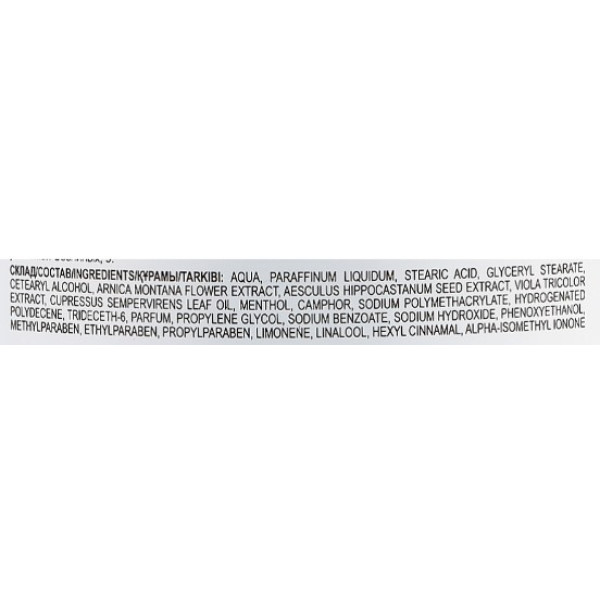 СКЛАД/СОСТАВ/INGREDIENTS/ҚҰРАМЫ/TARKIBI: AQUA, PARAFFINUM LIQUIDUM, STEARIC ACID, GLYCERYL STEARATE,
CETEARYL ALCOHOL, ARNICA MONTANA FLOWER EXTRACT, AESCULUS HIPPOCASTANUM SEED EXTRACT, VIOLA TRICOLOR
EXTRACT, CUPRESSUS SEMPERVIRENS LEAF OIL, MENTHOL, CAMPHOR, SODIUM POLYMETHACRYLATE, HYDROGENATED
POLYDECENE, TRIDECETH-6, PARFUM, PROPYLENE GLYCOL, SODIUM BENZOATE, SODIUM HYDROXIDE, PHENOXYETHANOL,
METHYLPARABEN, ETHYLPARABEN, PROPYLPARABEN, LIMONENE, LINALOOL, HEXYL CINNAMAL, ALPHA-ISOMETHYL IONONE